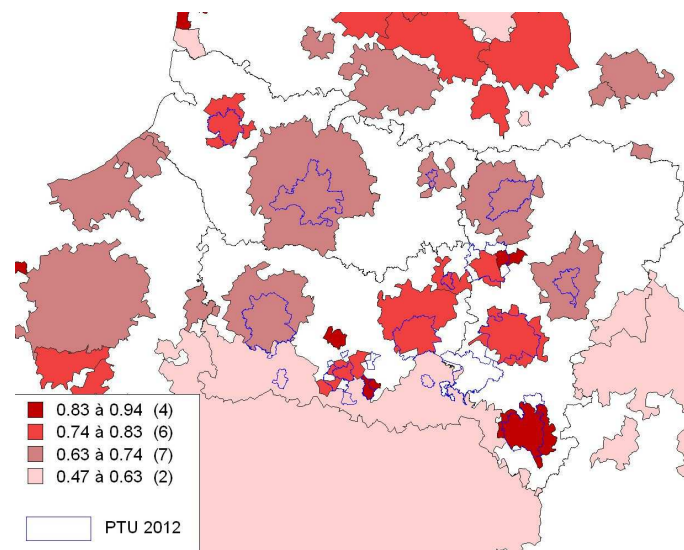 0.83 à 0.94 (4)
0.74 à 0.83 (6)
0.63 à 0.74 (7)
0.47 à 0.63 (2)
PTU 2012